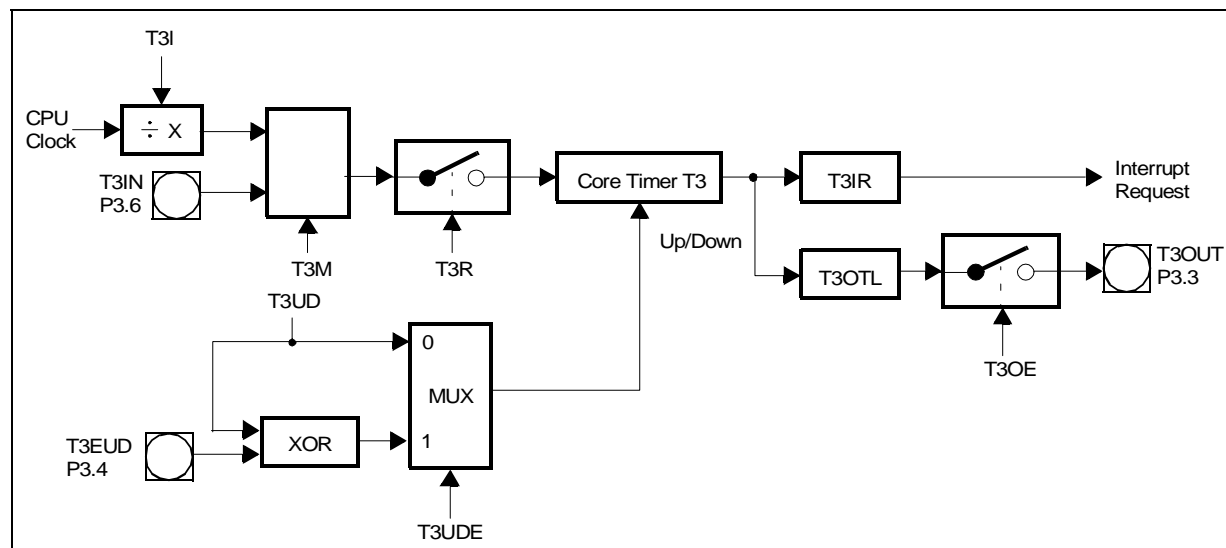 T3I
CPU
Clock
÷ X
T3IN
P3.6
T3M
T3R
Core Timer T3
Up/Down
T3IR
Interrupt
Request
T3OTL
T3OUT
P3.3
T3OE
T3UD
0
MUX
1
XOR
T3EUD
P3.4
T3UDE